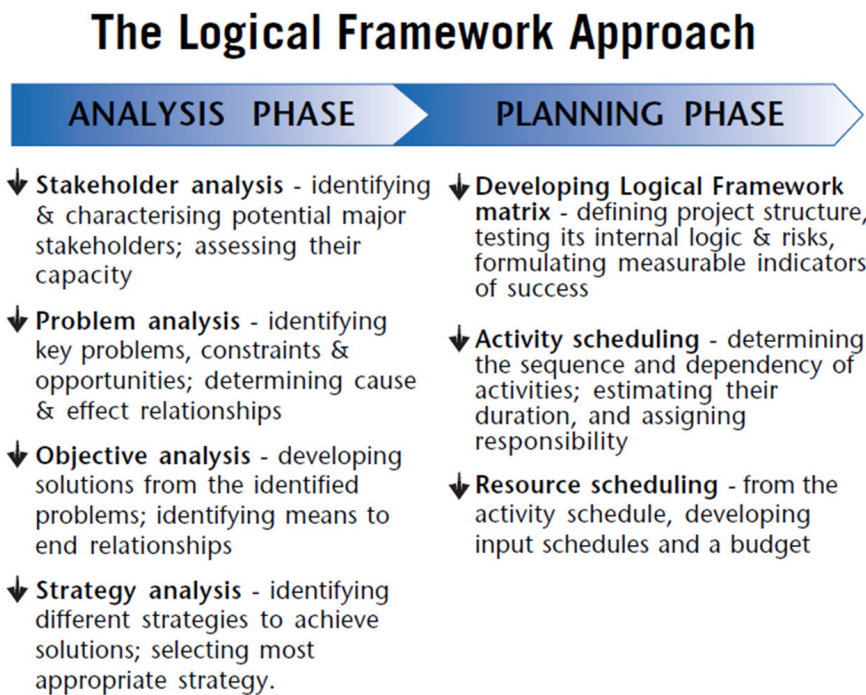 The Logical Framework Approach
ANALYSIS PHASE
Stakeholder analysis - identifying
& characterising potential major
stakeholders; assessing their
capacity
Problem analysis - identifying
key problems, constraints &
opportunities; determining cause
& effect relationships
Objective analysis - developing
solutions from the identified
problems; identifying means to
end relationships
Strategy analysis - identifying
different strategies to achieve
solutions; selecting most
appropriate strategy.
PLANNING PHASE
Developing Logical Framework
matrix - defining project structure,
testing its internal logic & risks,
formulating measurable indicators
of success
Activity scheduling - determining
the sequence and dependency of
activities; estimating their
duration, and assigning
responsibility
Resource scheduling - from the
activity schedule, developing
input schedules and a budget